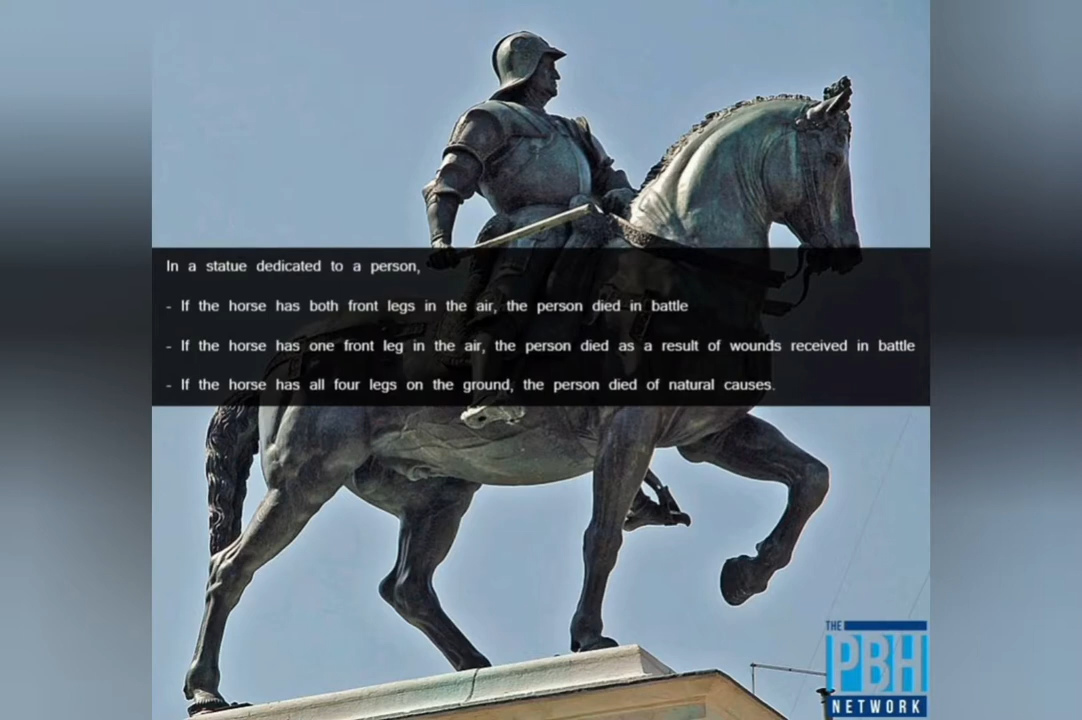 In a statue dedicated to a person,
- If the horse has both front legs in the air, the person died in battle
- If the horse has one front leg in the air, the person died as a result of wounds received in battle
- If the horse has all four legs on the ground, the person died of natural causes.
THE
PBH
NETWORK